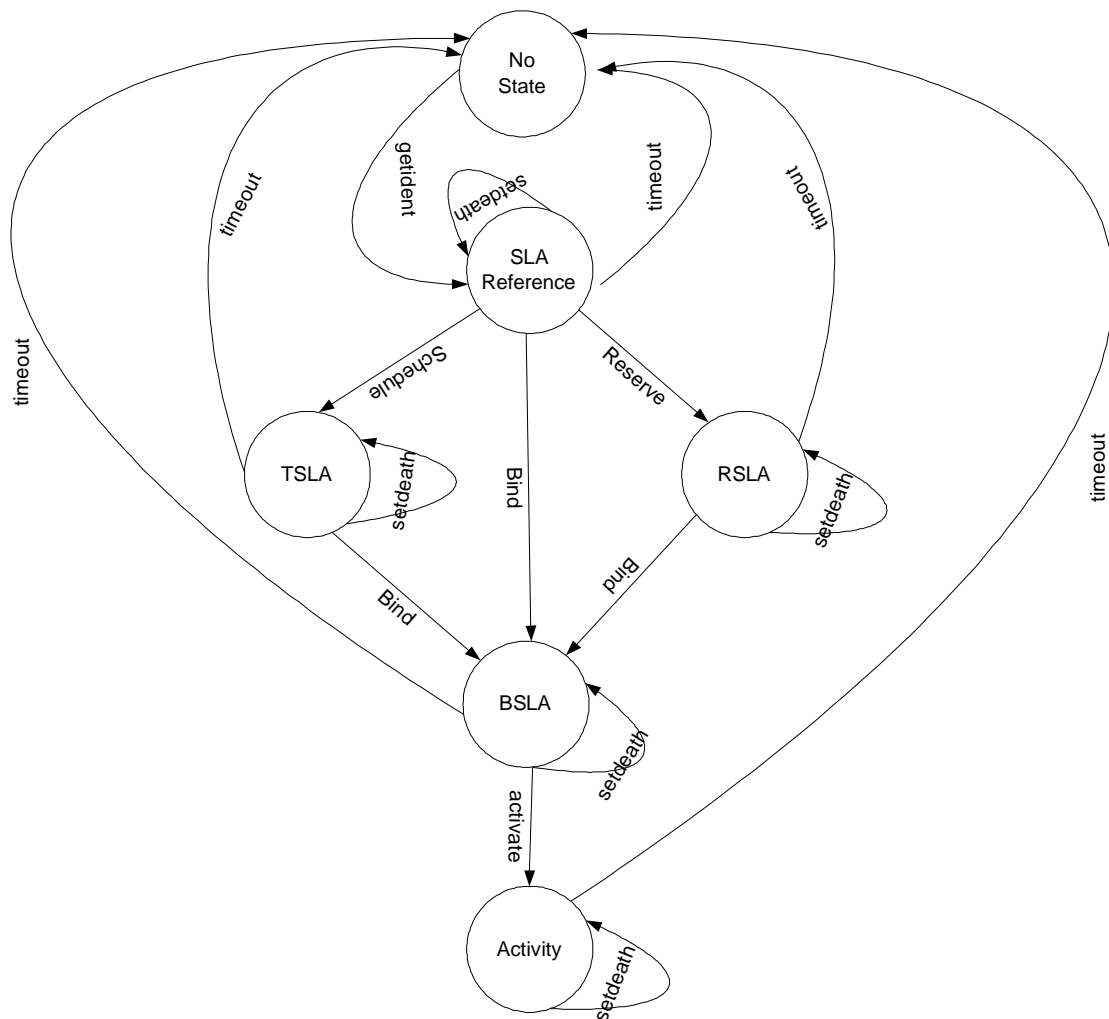 No
State
getident
setdeath
timeout
timeout
timeout
SLA
Reference
timeout
Schedule
Reserve
timeout
TSLA
setdeath
Bind
RSLA
setdeath
Bind
Bind
BSLA
setdeath
activate
Activity
setdeath